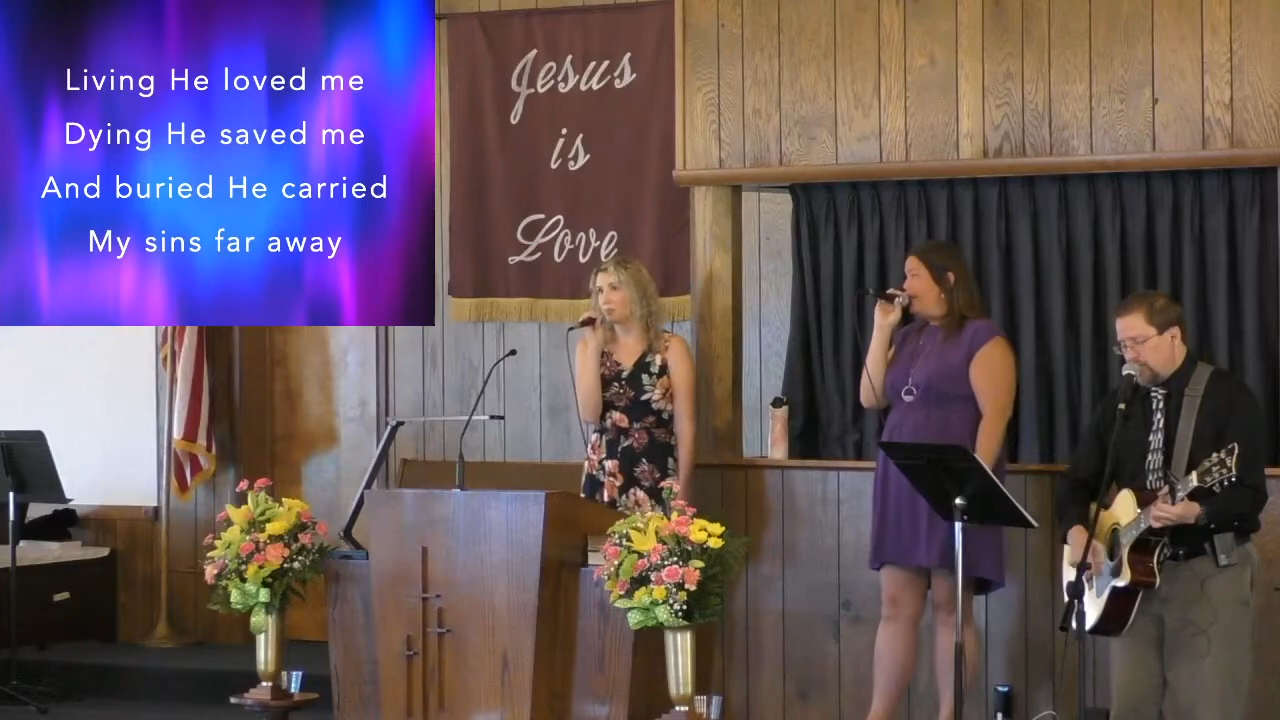 Living He loved me
Dying He saved me
And buried He carried
My sins far away
Jesus
is
Love